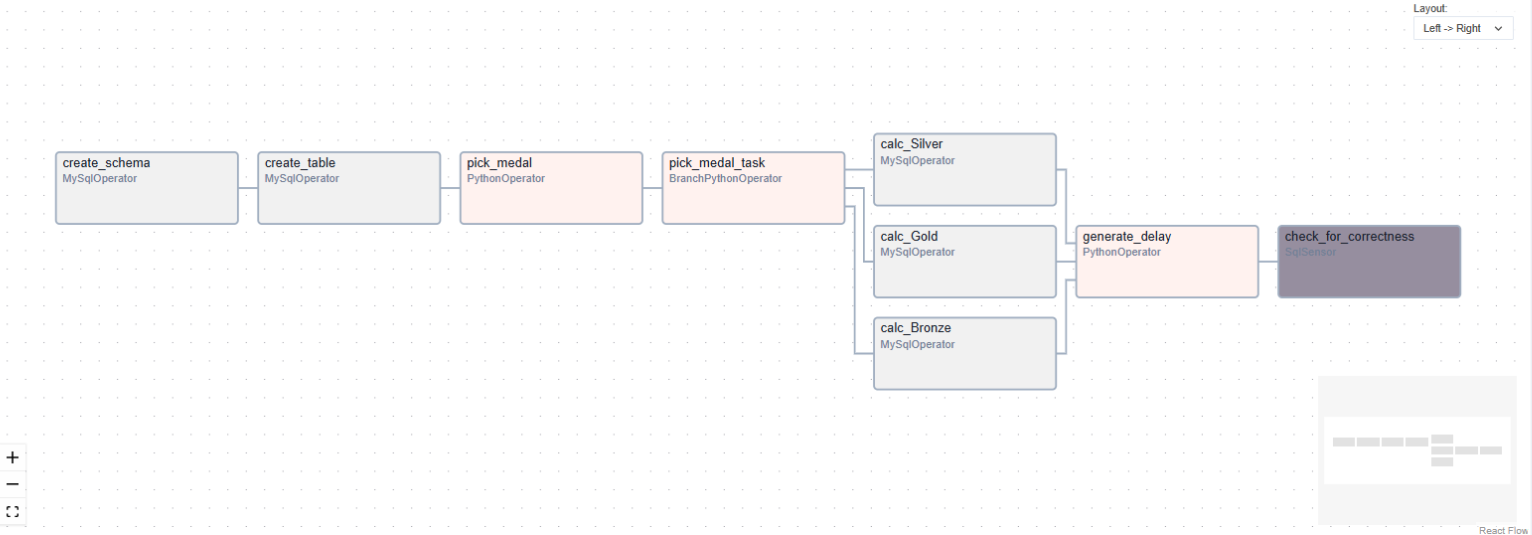 Layout:
Left -> Right
create_schema
MySqlOperator
create_table
MySqlOperator
pick_medal
PythonOperator
pick_medal_task
BranchPythonOperator
calc_Silver
MySqlOperator
calc_Gold
MySqlOperator
calc_Bronze
MySqlOperator
generate_delay
PythonOperator
check_for_correctness
SqlSensor
React Flow